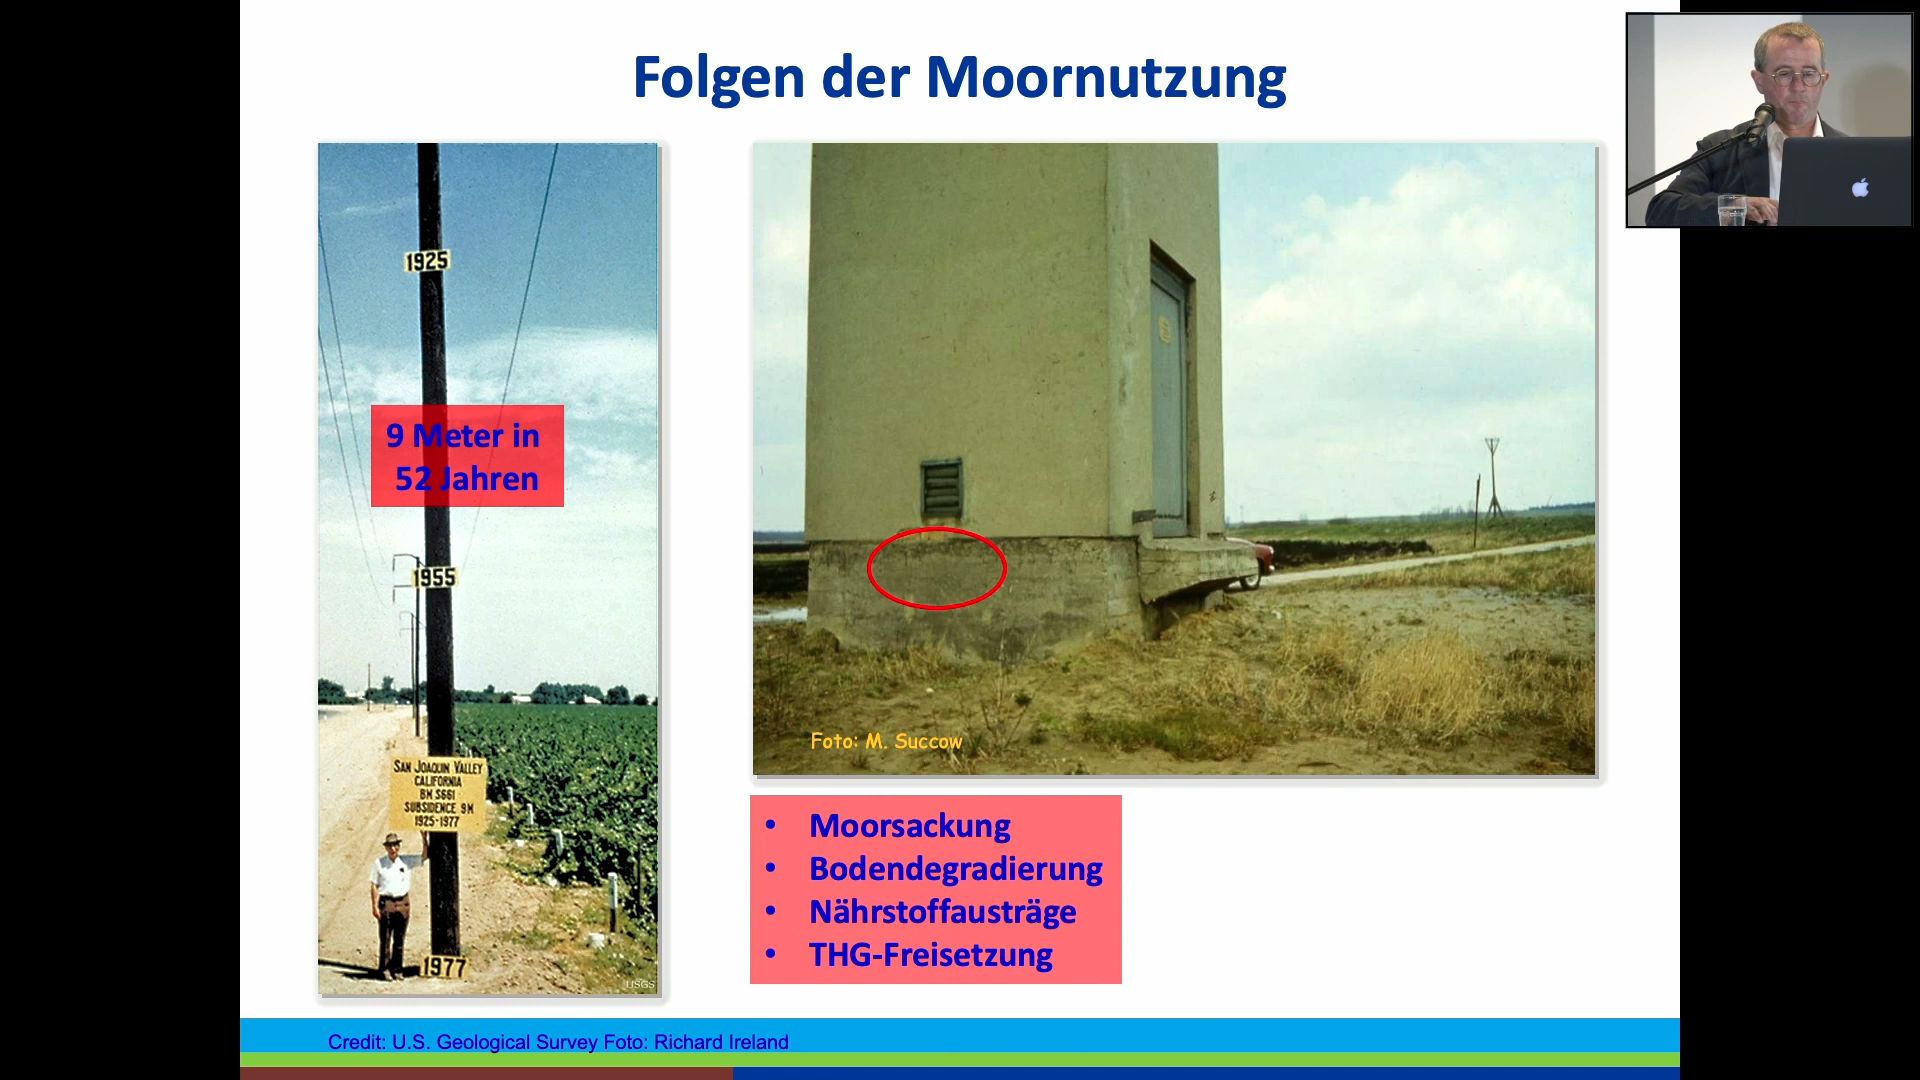 Folgen der Moornutzung
1925
9 Meter in
52 Jahren
1955
SAN JOAQUIN VALLEY
CALIFORNIA
BM S661
SUBSIDENCE 9M
1925-1977
1977
USGS
Foto: M. Succow
• Moorsackung
• Bodendegradierung
• Nährstoffausträge
• THG-Freisetzung
Credit: U.S. Geological Survey Foto: Richard Ireland